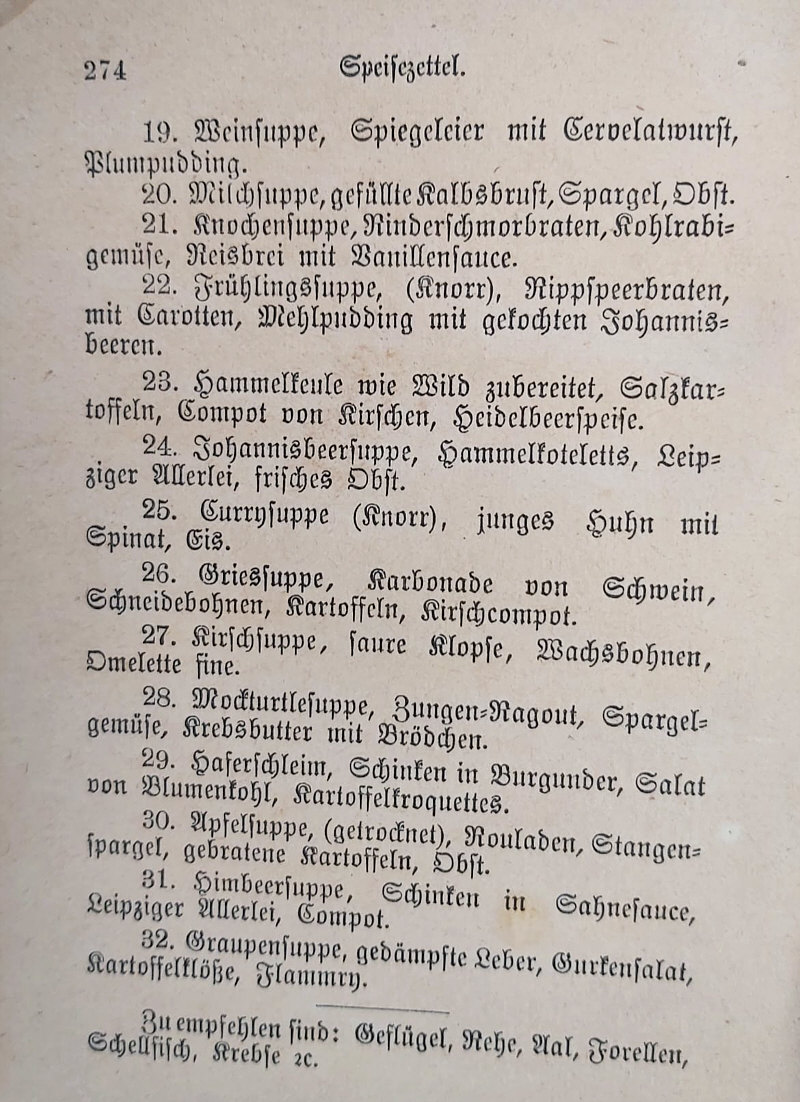 274
Speisezettel.
19. Weinsuppe, Spiegeleier mit Cervelatwurst,
Plumpudding.
20. Milchsuppe, gefüllte Kalbsbrust, Spargel, Obst.
21. Knochensuppe, Rinderschmorbraten, Kohlrabi-
gemüse, Reisbrei mit Vanillensauce.
22. Frühlingssuppe, (Knorr), Rippspeerbraten,
mit Carotten, Mehlpudding mit gekochten Johannis-
beeren.
23. Hammelkeule wie Wild zubereitet, Salzkar-
toffeln, Compot von Kirschen, Heidelbeerspeise.
24. Johannisbeersuppe, Hammelkoteletts, Leip-
ziger Allerlei, frisches Obst.
25. Currysuppe (Knorr), junges Huhn mit
Spinat, Eis.
26. Griessuppe, Karbonade von Schwein,
Schneidebohnen, Kartoffeln, Kirschcompot.
27. Kirschsuppe, saure Klopse, Wachsbohnen,
Omelette fine.
28. Mockturtlesuppe, Zungen-Ragout, Spargel-
gemüse, Krebsbutter mit Brödchen.
29. Haferschleim, Schinken in Burgunder, Salat
von Blumenkohl, Kartoffelkroquettes.
30. Apfelsuppe, (getrocknet), Rouladen, Stangen-
spargel, gebratene Kartoffeln, Obst.
31. Himbeersuppe, Schinken in Sahnesauce,
Leipziger Allerlei, Compot.
32. Graupensuppe, gedämpfte Leber, Gurkensalat,
Kartoffelklöße, Flammry.
Zu empfehlen sind: Geflügel, Rehe, Aal, Forellen,
Schellfisch, Krebse ꝛc.